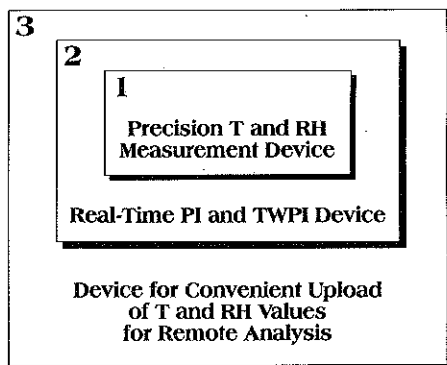 3
2
1
Precision T and RH
Measurement Device
Real-Time PI and TWPI Device
Device for Convenient Upload
of T and RH Values
for Remote Analysis